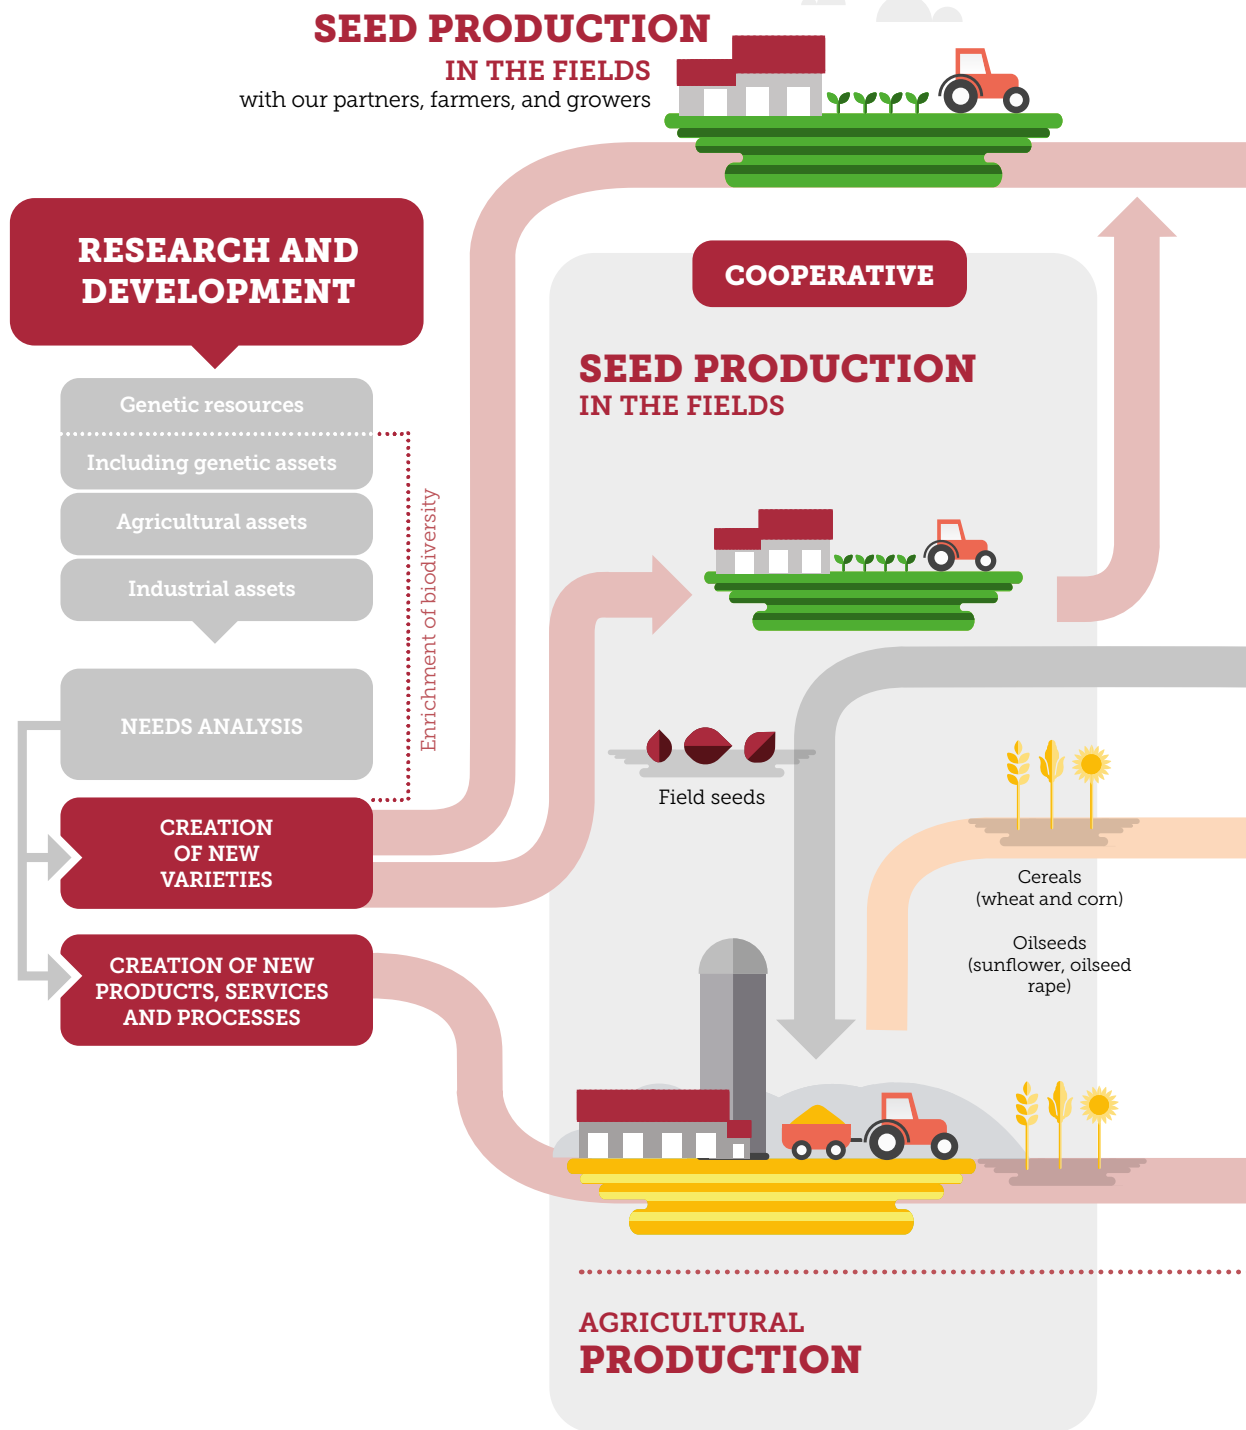 SEED PRODUCTION
IN THE FIELDS
with our partners, farmers, and growers
RESEARCH AND
DEVELOPMENT
Genetic resources
Including genetic assets
Agricultural assets
Industrial assets
Enrichment of biodiversity
NEEDS ANALYSIS
CREATION
OF NEW
VARIETIES
CREATION OF NEW
PRODUCTS, SERVICES
AND PROCESSES
COOPERATIVE
SEED PRODUCTION
IN THE FIELDS
Field seeds
Cereals
(wheat and corn)
Oilseeds
(sunflower, oilseed
rape)
AGRICULTURAL
PRODUCTION